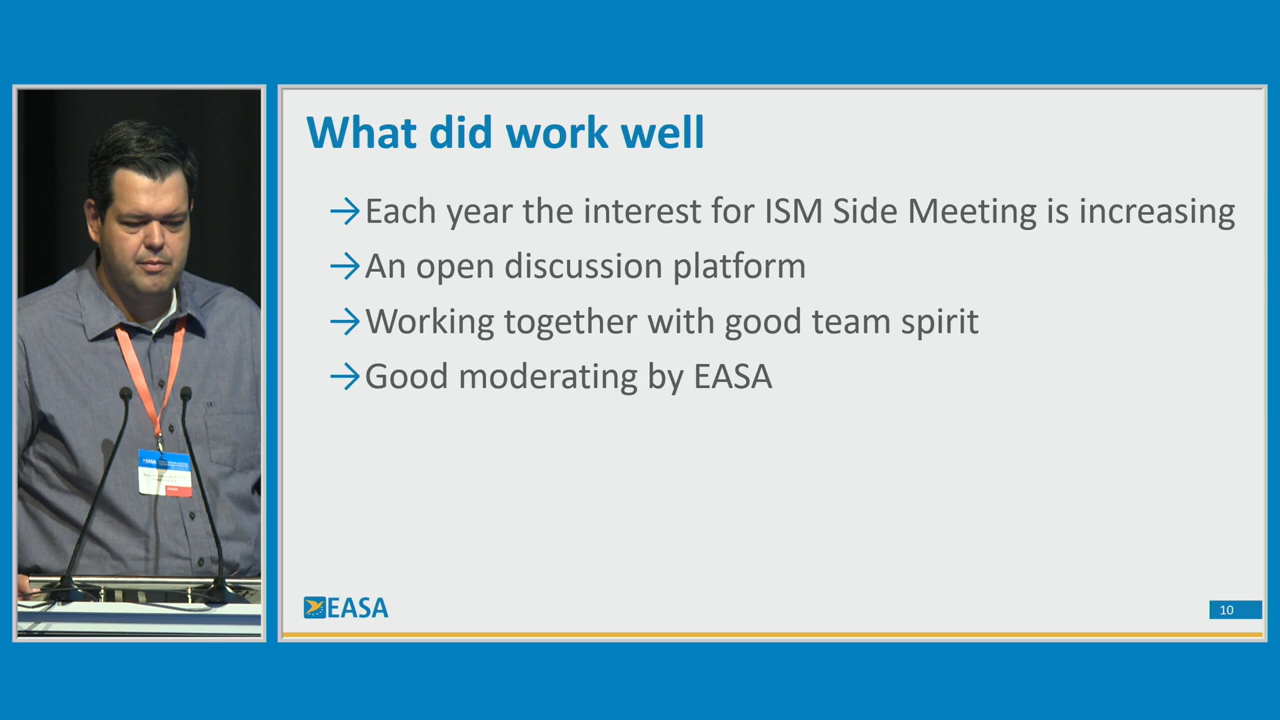 What did work well
→Each year the interest for ISM Side Meeting is increasing
→An open discussion platform
→Working together with good team spirit
→Good moderating by EASA
EASA
10